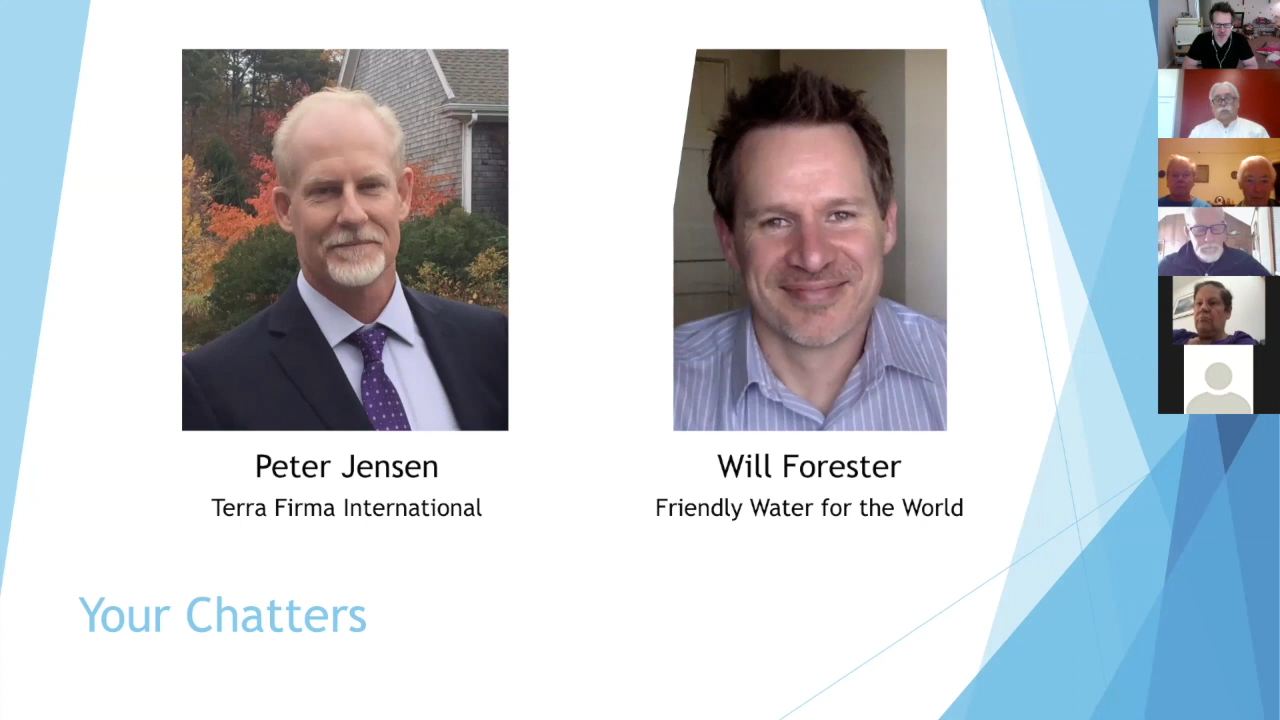 Peter Jensen
Terra Firma International
Will Forester
Friendly Water for the World
Your Chatters